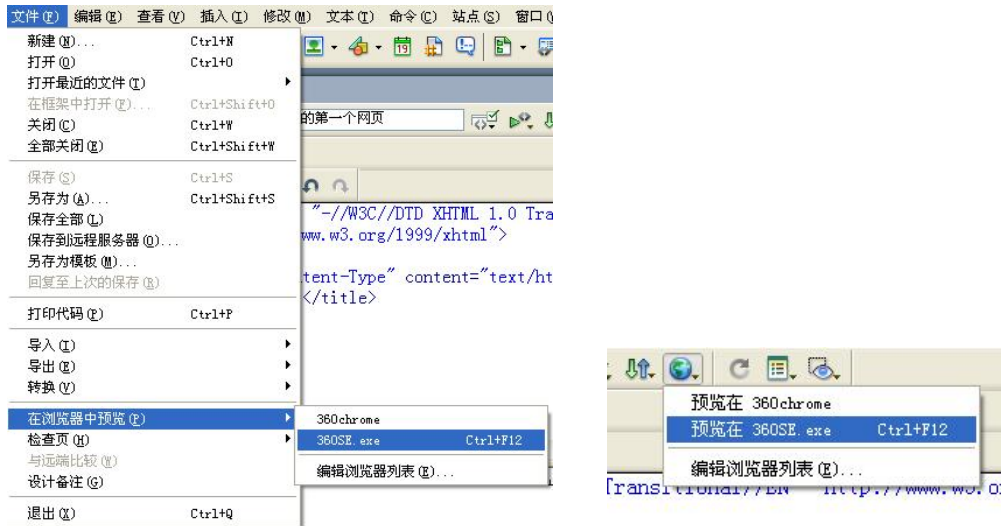 文件(F) 编辑(E) 查看(V) 插入(I) 修改(M) 文本(T) 命令(C) 站点(S) 窗口(
新建(N)... Ctrl+N
打开(O) Ctrl+O
打开最近的文件(T)
在框架中打开(F)... Ctrl+Shift+O
关闭(C) Ctrl+W
全部关闭(E) Ctrl+Shift+W
保存(S) Ctrl+S
另存为(A)... Ctrl+Shift+S
保存全部(L)
保存到远程服务器(O)...
另存为模板(M)...
回复至上次的保存(R)
打印代码(P) Ctrl+P
导入(I)
导出(E)
转换(V)
在浏览器中预览(P)
检查页(H)
与远端比较(W)
设计备注(G)
退出(X) Ctrl+Q
19
的第一个网页
"-//W3C//DTD XHTML 1.0 Tra
ww.w3.org/1999/xhtml">
tent-Type" content="text/ht
</title>
360chrome
360SE.exe Ctrl+F12
编辑浏览器列表(E)...
预览在 360chrome
预览在 360SE.exe Ctrl+F12
编辑浏览器列表(E)...
Transitional//EN" "http://www.w3.o